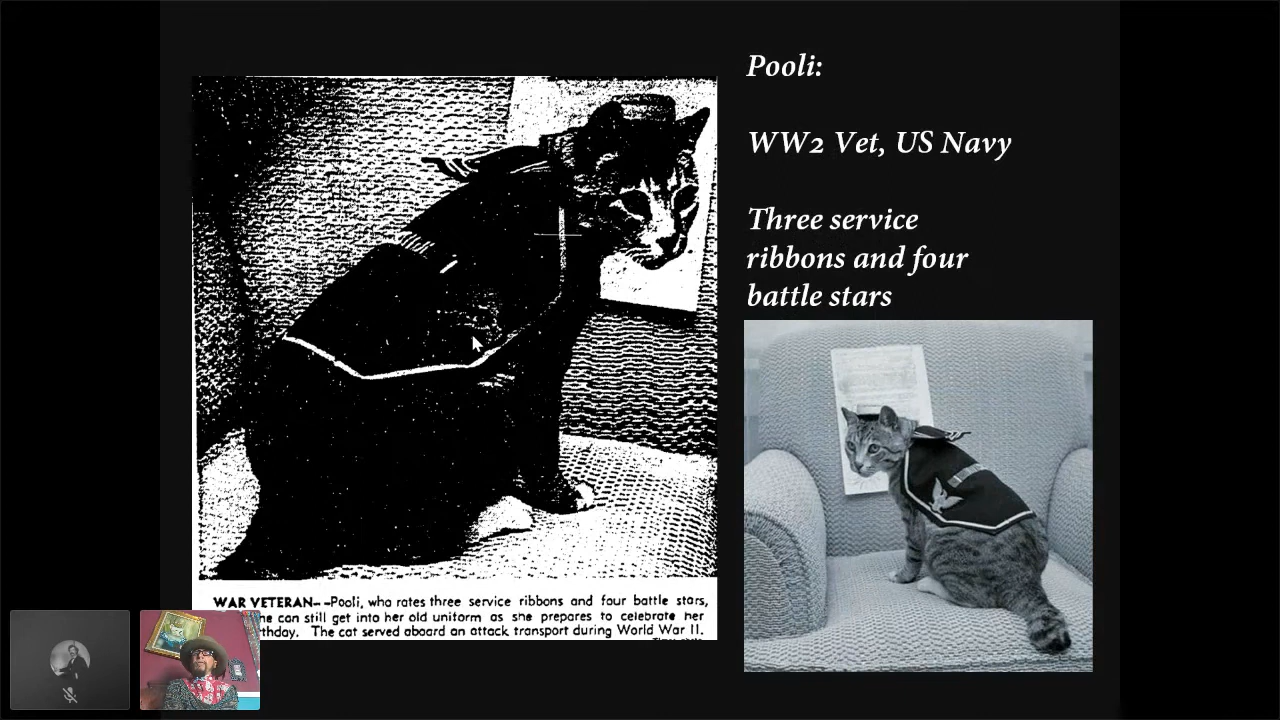 Pooli:
WW2 Vet, US Navy
Three service
ribbons and four
battle stars
WAR VETERAN--Pooli, who rates three service ribbons and four battle stars,
he can still get into her old uniform as she prepares to celebrate her
thday. The cat served aboard an attack transport during World War II.